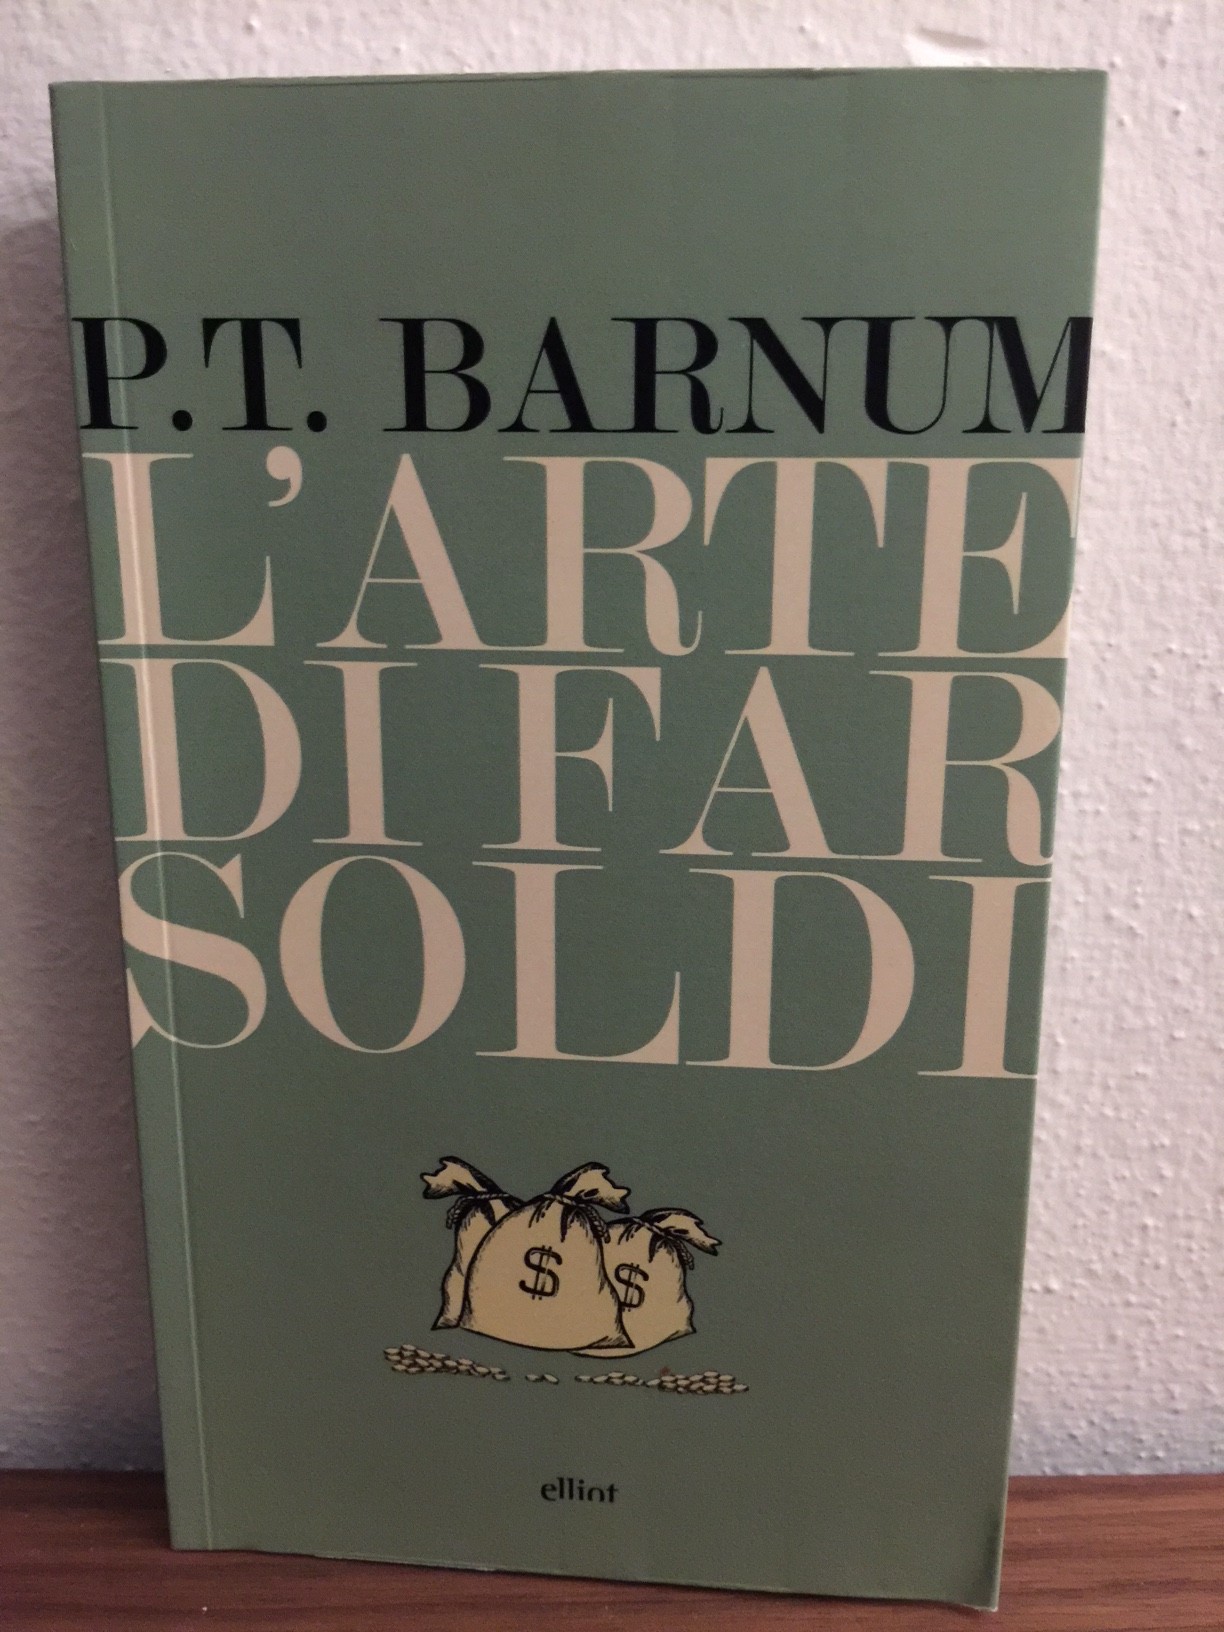 P.T. BARNUM
L'ARTE
DI FAR
SOLDI
$ $
elliot